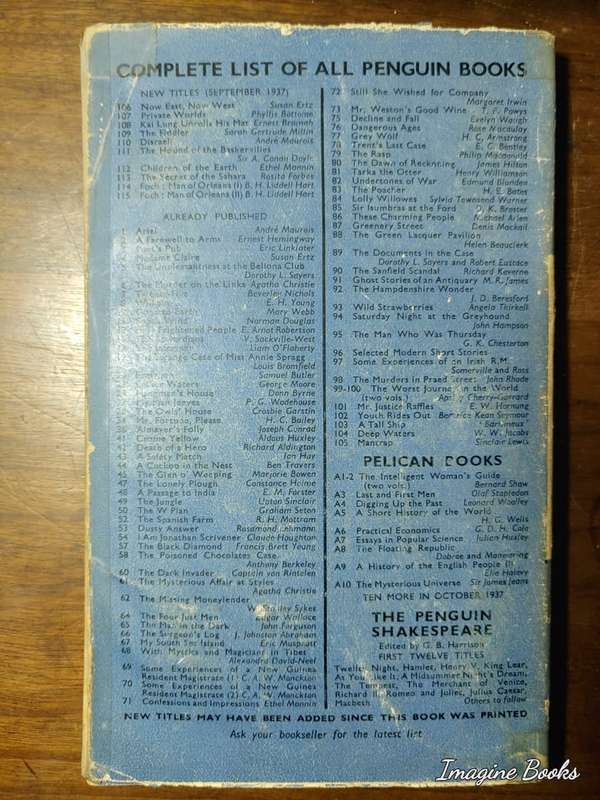 COMPLETE LIST OF ALL PENGUIN BOOKS
NEW TITLES (SEPTEMBER 1937)
106 Now East, Now West Susan Ertz
107 Private Worlds Phyllis Bottome
108 Kai Lung Unrolls His Mat Ernest Bramah
109 The Fiddler Sarah Gertrude Millin
110 Disraeli André Maurois
111 The Hound of the Baskervilles
Sir A. Conan Doyle
112 Children of the Earth Ethel Mannin
113 The Secret of the Sahara Rosita Forbes
114 Foch: Man of Orleans (I) B. H. Liddell Hart
115 Foch: Man of Orleans (II) B. H. Liddell Hart
ALREADY PUBLISHED
Ariel André Maurois
A Farewell to Arms Ernest Hemingway
Pub Eric Linklater
Madame Claire Susan Ertz
Unpleasantness at the Bellona Club
Dorothy L. Sayers
The Murder on the Links Agatha Christie
Beverley Nichols
E. H. Young
Earth Mary Webb
Wind Norman Douglas
Frightened People E. Arnot Robertson
V. Sackville-West
Liam O'Flaherty
The Strange Case of Miss Annie Spragg
Louis Bromfield
Samuel Butler
Waters George Moore
House Donn Byrne
Leaves P. G. Wodehouse
The Owls' House Crosbie Garstin
34 Mr. Fortune, Please H. C. Bailey
Almayer's Folly Joseph Conrad
41 Crome Yellow Aldous Huxley
42 Death of a Hero Richard Aldington
43 A Safety Match Ian Hay
44 A Cuckoo in the Nest Ben Travers
46 The Glen o' Weeping Marjorie Bowen
47 The Lonely Plough Constance Holme
48 A Passage to India E. M. Forster
49 The Jungle Upton Sinclair
50 The W Plan Graham Seton
52 The Spanish Farm R. H. Mottram
53 Dusty Answer Rosamond Lehmann
54 I Am Jonathan Scrivener Claude Houghton
57 The Black Diamond Francis Brett Young
58 The Poisoned Chocolates Case
Anthony Berkeley
60 The Dark Invader Captain von Rintelen
61 The Mysterious Affair at Styles
Agatha Christie
62 The Missing Moneylender
W. Stanley Sykes
64 The Four Just Men Edgar Wallace
65 The Man in the Dark John Ferguson
66 The Surgeon's Log J. Johnston Abraham
67 My South Sea Island Eric Muspratt
68 With Mystics and Magicians in Tibet
Alexandra David-Neel
69 Some Experiences of a New Guinea
Resident Magistrate (1) C. A. W. Monckton
70 Some Experiences of a New Guinea
Resident Magistrate (2) C. A. W. Monckton
71 Confessions and Impressions Ethel Mannin
72 Still She Wished for Company
Margaret Irwin
73 Mr. Weston's Good Wine T. F. Powys
75 Decline and Fall Evelyn Waugh
76 Dangerous Ages Rose Macaulay
77 Grey Wolf H. C. Armstrong
78 Trent's Last Case E. C. Bentley
79 The Rasp Philip Macdonald
80 The Dawn of Reckoning James Hilton
81 Tarka the Otter Henry Williamson
82 Undertones of War Edmund Blunden
83 The Poacher H. E. Bates
84 Lolly Willowes Sylvia Townsend Warner
85 Sir Isumbras at the Ford D. K. Broster
86 These Charming People Michael Arlen
87 Greenery Street Denis Mackail
88 The Green Lacquer Pavilion
Helen Beauclerk
89 The Documents in the Case
Dorothy L. Sayers and Robert Eustace
90 The Sanfield Scandal Richard Keverne
91 Ghost Stories of an Antiquary M. R. James
92 The Hampdenshire Wonder
J. D. Beresford
93 Wild Strawberries Angela Thirkell
94 Saturday Night at the Greyhound
John Hampson
95 The Man Who Was Thursday
G. K. Chesterton
96 Selected Modern Short Stories
97 Some Experiences of an Irish R.M.
Somerville and Ross
98 The Murders in Praed Street John Rhode
99-100 The Worst Journey in the World
(two vols.) Apsley Cherry-Garrard
101 Mr. Justice Raffles E. W. Hornung
102 Youth Rides Out Beatrice Kean Seymour
103 A Tall Ship "Bartimeus"
104 Deep Waters W. W. Jacobs
105 Mantrap Sinclair Lewis
PELICAN BOOKS
A1-2 The Intelligent Woman's Guide
(two vols.) Bernard Shaw
A3 Last and First Men Olaf Stapledon
A4 Digging Up the Past Leonard Woolley
A5 A Short History of the World
H. G. Wells
A6 Practical Economics G. D. H. Cole
A7 Essays in Popular Science Julian Huxley
A8 The Floating Republic
Dobree and Manwaring
A9 A History of the English People III
Elie Halevy
A10 The Mysterious Universe Sir James Jeans
TEN MORE IN OCTOBER 1937
THE PENGUIN
SHAKESPEARE
Edited by G. B. Harrison
FIRST TWELVE TITLES
Twelfth Night, Hamlet, Henry V, King Lear,
As You Like It, A Midsummer Night's Dream,
The Tempest, The Merchant of Venice,
Richard II, Romeo and Juliet, Julius Caesar,
Macbeth Others to follow
NEW TITLES MAY HAVE BEEN ADDED SINCE THIS BOOK WAS PRINTED
Ask your bookseller for the latest list
Imagine Books